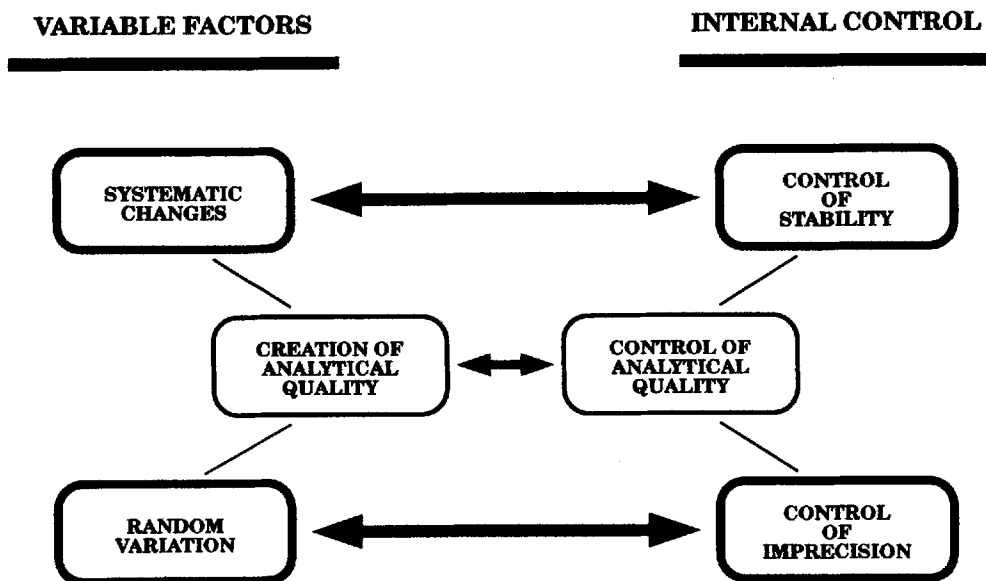 VARIABLE FACTORS
INTERNAL CONTROL
SYSTEMATIC
CHANGES
CONTROL
OF
STABILITY
CREATION OF
ANALYTICAL
QUALITY
CONTROL OF
ANALYTICAL
QUALITY
RANDOM
VARIATION
CONTROL
OF
IMPRECISION